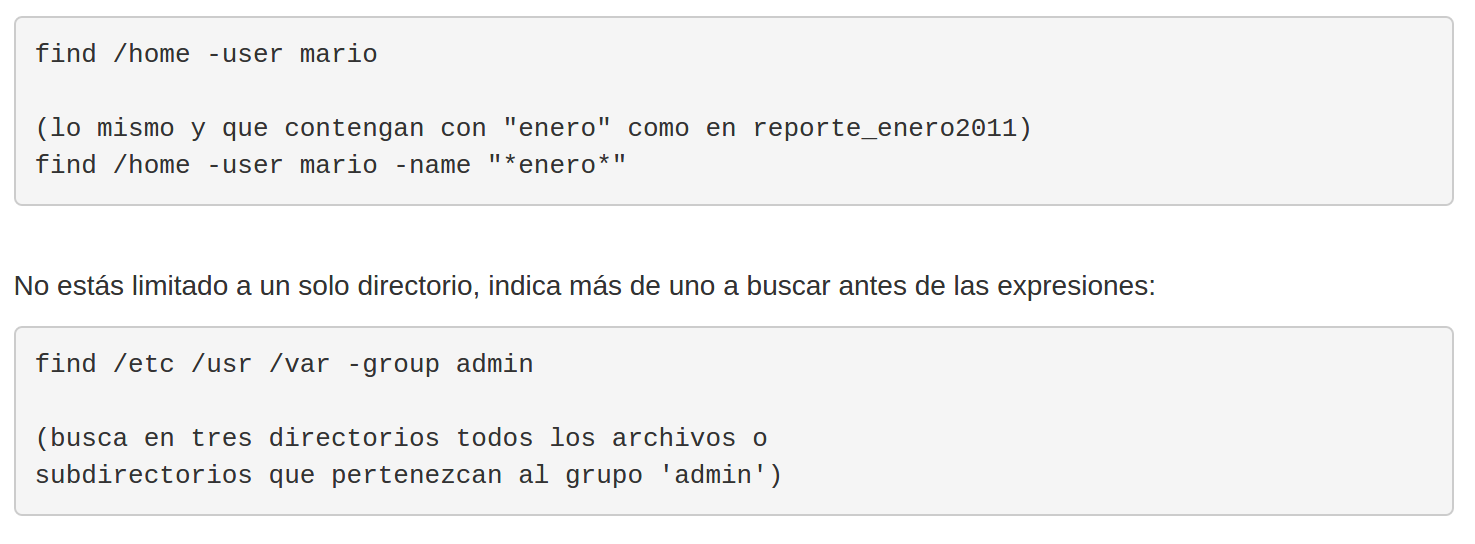 find /home -user mario
(lo mismo y que contengan con "enero" como en reporte_enero2011)
find /home -user mario -name "*enero*"
No estás limitado a un solo directorio, indica más de uno a buscar antes de las expresiones:
find /etc /usr /var -group admin
(busca en tres directorios todos los archivos o
subdirectorios que pertenezcan al grupo 'admin')